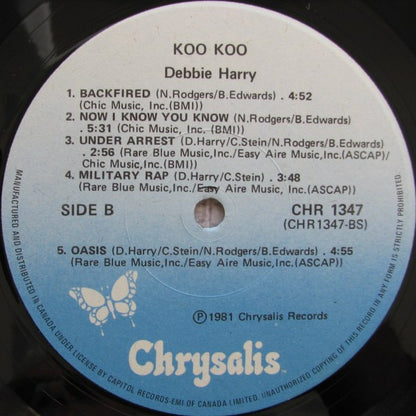 KOO KOO
Debbie Harry
1. BACKFIRED (N.Rodgers/B.Edwards) . 4:52
(Chic Music, Inc.(BMI))
2. NOW I KNOW YOU KNOW (N.Rodgers/B.Edwards)
. 5:31 (Chic Music, Inc.(BMI))
3. UNDER ARREST (D.Harry/C.Stein/N.Rodgers/B.Edwards)
. 2:56 (Rare Blue Music,Inc./Easy Aire Music,Inc.(ASCAP)/
Chic Music, Inc.(BMI))
4. MILITARY RAP (D.Harry/C.Stein) . 3:48
(Rare Blue Music,Inc./Easy Aire Music, Inc.(ASCAP))
SIDE B
CHR 1347
(CHR1347-BS)
5. OASIS (D.Harry/C.Stein/N.Rodgers/B.Edwards) . 4:55
(Rare Blue Music,Inc./Easy Aire Music,Inc.(ASCAP))
℗1981 Chrysalis Records
Chrysalis
MANUFACTURED AND DISTRIBUTED IN CANADA UNDER LICENSE BY CAPITOL RECORDS-EMI OF CANADA LIMITED. UNAUTHORIZED COPYING OF THIS RECORD IN ANY FORM IS STRICTLY PROHIBITED.